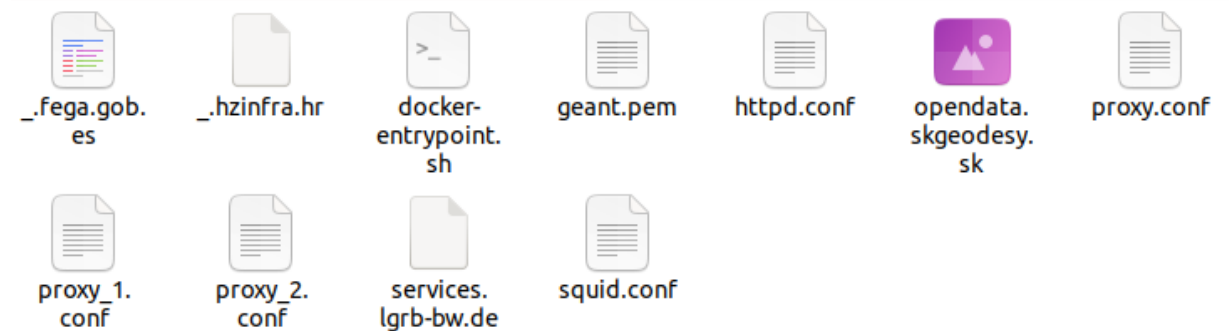 _.fega.gob.
es
_.hzinfra.hr
docker-
entrypoint.
sh
geant.pem
httpd.conf
opendata.
skgeodesy.
sk
proxy.conf
proxy_1.
conf
proxy_2.
conf
services.
lgrb-bw.de
squid.conf